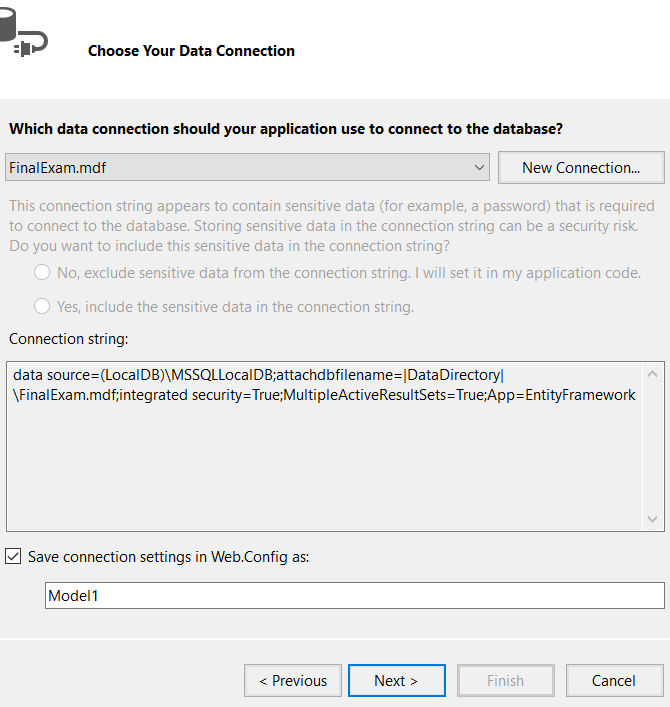 Choose Your Data Connection
Which data connection should your application use to connect to the database?
FinalExam.mdf
New Connection...
This connection string appears to contain sensitive data (for example, a password) that is required
to connect to the database. Storing sensitive data in the connection string can be a security risk.
Do you want to include this sensitive data in the connection string?
No, exclude sensitive data from the connection string. I will set it in my application code.
Yes, include the sensitive data in the connection string.
Connection string:
data source=(LocalDB)\MSSQLLocalDB;attachdbfilename=|DataDirectory|
\FinalExam.mdf;integrated security=True;MultipleActiveResultSets=True;App=EntityFramework
Save connection settings in Web.Config as:
Model1
< Previous
Next >
Finish
Cancel